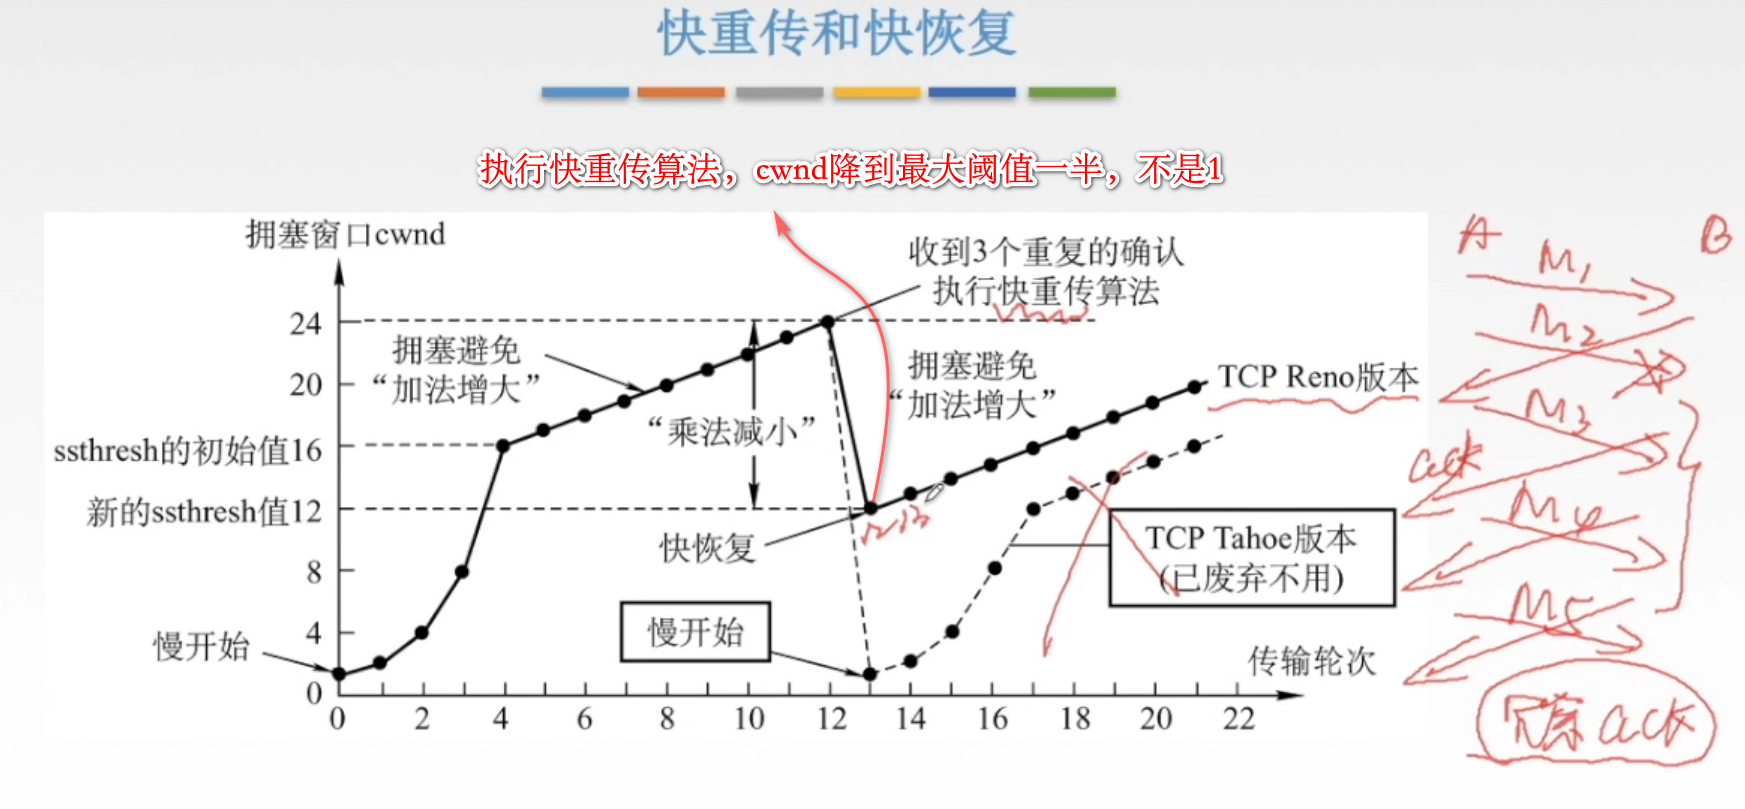 快重传和快恢复
执行快重传算法，cwnd降到最大阈值一半，不是1
拥塞窗口cwnd
收到3个重复的确认
执行快重传算法
24
拥塞避免
“加法增大”
拥塞避免
“加法增大”
20
TCP Reno版本
“乘法减小”
ssthresh的初始值16
新的ssthresh值12
快恢复
TCP Tahoe版本
(已废弃不用)
8
慢开始
4
慢开始
传输轮次
0
0 2 4 6 8 10 12 14 16 18 20 22
A B
M1
M2
M3
ack
M4
M5
冗余ack